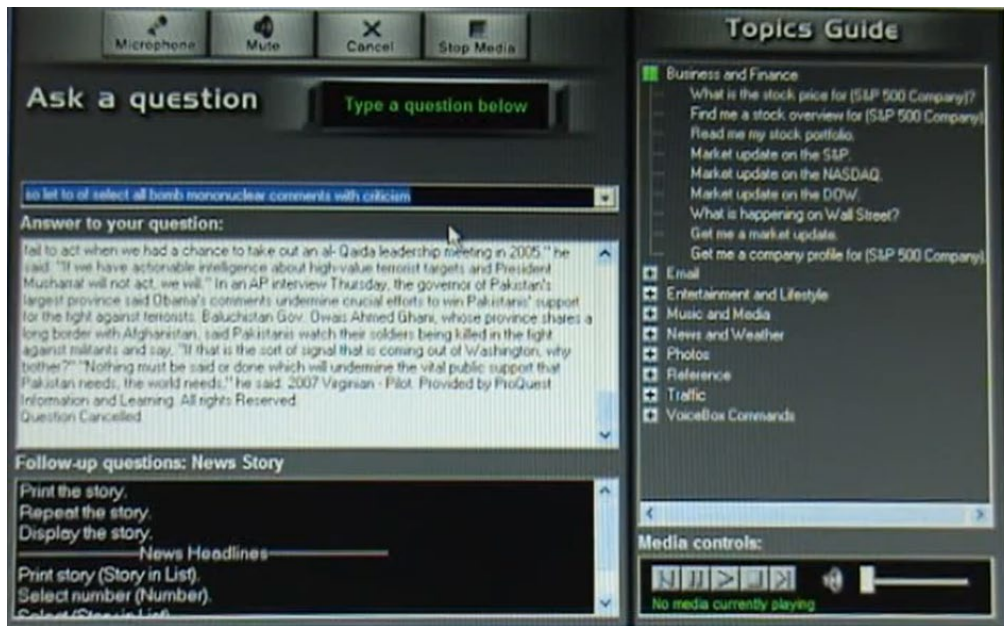 Microphone
Mute
Cancel
Stop Media
Ask a question
Type a question below
so let to of select all bomb mononuclear comments with criticism
Answer to your question:
fail to act when we had a chance to take out an al- Qaida leadership meeting in 2005," he
said. "If we have actionable intelligence about high-value terrorist targets and President
Musharraf will not act, we will." In an AP interview Thursday, the governor of Pakistan's
largest province said Obama's comments undermine crucial efforts to win Pakistanis' support
for the fight against terrorists. Baluchistan Gov. Owais Ahmed Ghani, whose province shares a
long border with Afghanistan, said Pakistanis watch their soldiers being killed in the fight
against militants and say, "If that is the sort of signal that is coming out of Washington, why
bother?" "Nothing must be said or done which will undermine the vital public support that
Pakistan needs, the world needs," he said. 2007 Virginian - Pilot. Provided by ProQuest
Information and Learning. All rights Reserved.
Question Cancelled
Follow-up questions: News Story
Print the story.
Repeat the story.
Display the story.
News Headlines
Print story (Story in List).
Select number (Number).
Select (Story in List).
Topics Guide
Business and Finance
What is the stock price for (S&P 500 Company)?
Find me a stock overview for (S&P 500 Company)
Read me my stock portfolio.
Market update on the S&P.
Market update on the NASDAQ.
Market update on the DOW.
What is happening on Wall Street?
Get me a market update.
Get me a company profile for (S&P 500 Company)
Email
Entertainment and Lifestyle
Music and Media
News and Weather
Photos
Reference
Traffic
VoiceBox Commands
Media controls:
No media currently playing